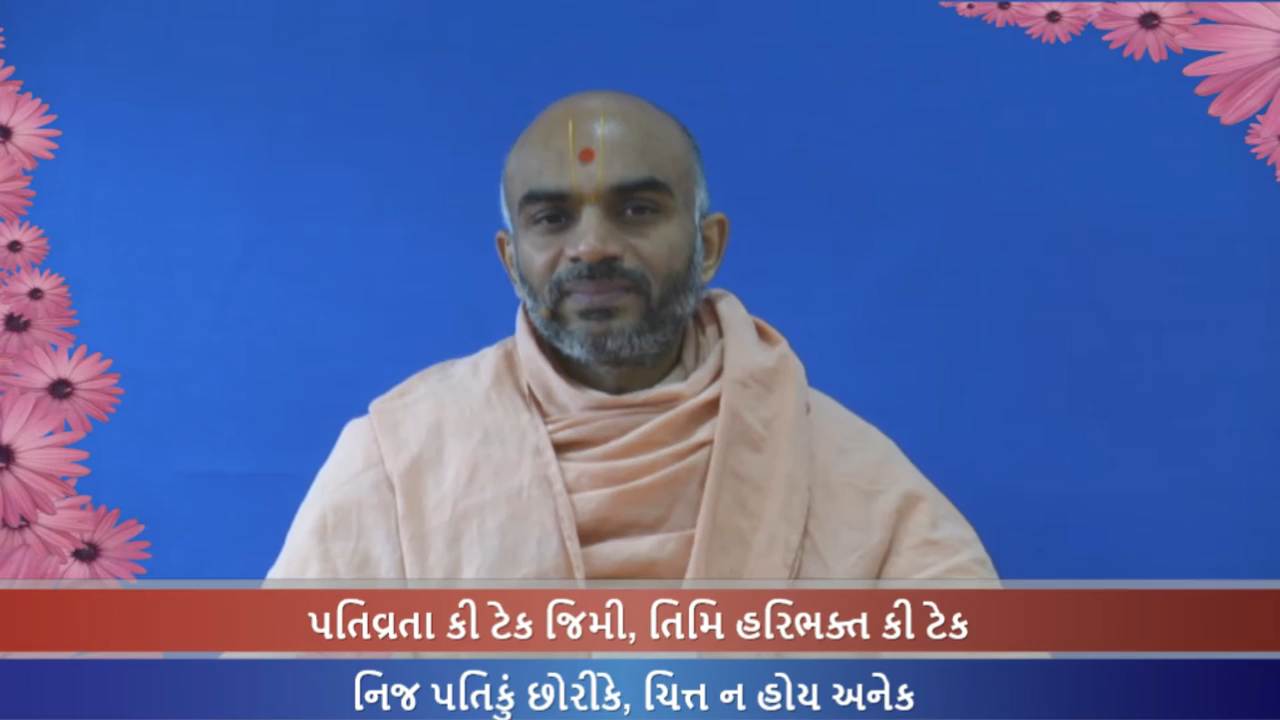 પતિવ્રતા કી ટેક જિમી, તિમિ હરિભક્ત કી ટેક
નિજ પતિકું છોરીકે, ચિત્ત ન હોય અનેક